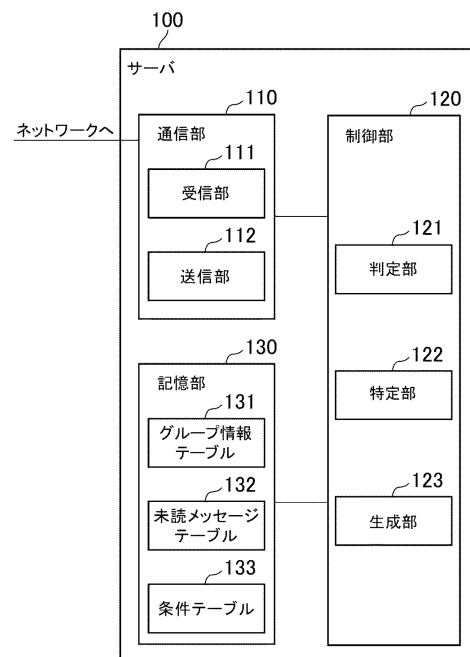 100
サーバ
ネットワークへ
110
通信部
111
受信部
112
送信部
120
制御部
121
判定部
122
特定部
123
生成部
130
記憶部
131
グループ情報
テーブル
132
未読メッセージ
テーブル
133
条件テーブル